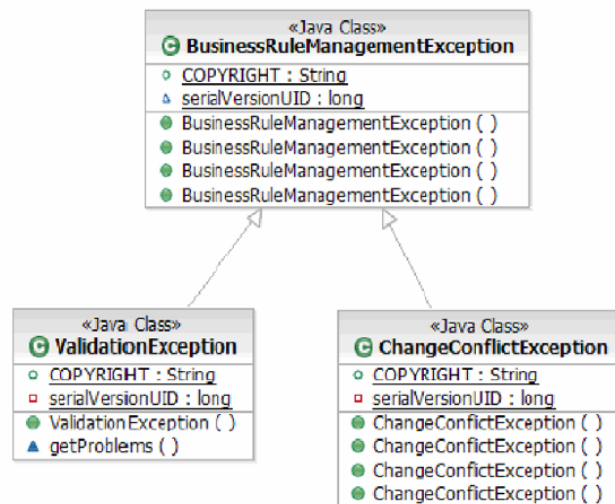 «Java Class»
BusinessRuleManagementException
COPYRIGHT : String
serialVersionUID : long
BusinessRuleManagementException ( )
BusinessRuleManagementException ( )
BusinessRuleManagementException ( )
BusinessRuleManagementException ( )
«Java Class»
ValidationException
COPYRIGHT : String
serialVersionUID : long
ValidationException ( )
getProblems ( )
«Java Class»
ChangeConflictException
COPYRIGHT : String
serialVersionUID : long
ChangeConfictException ( )
ChangeConfictException ( )
ChangeConfictException ( )
ChangeConfictException ( )